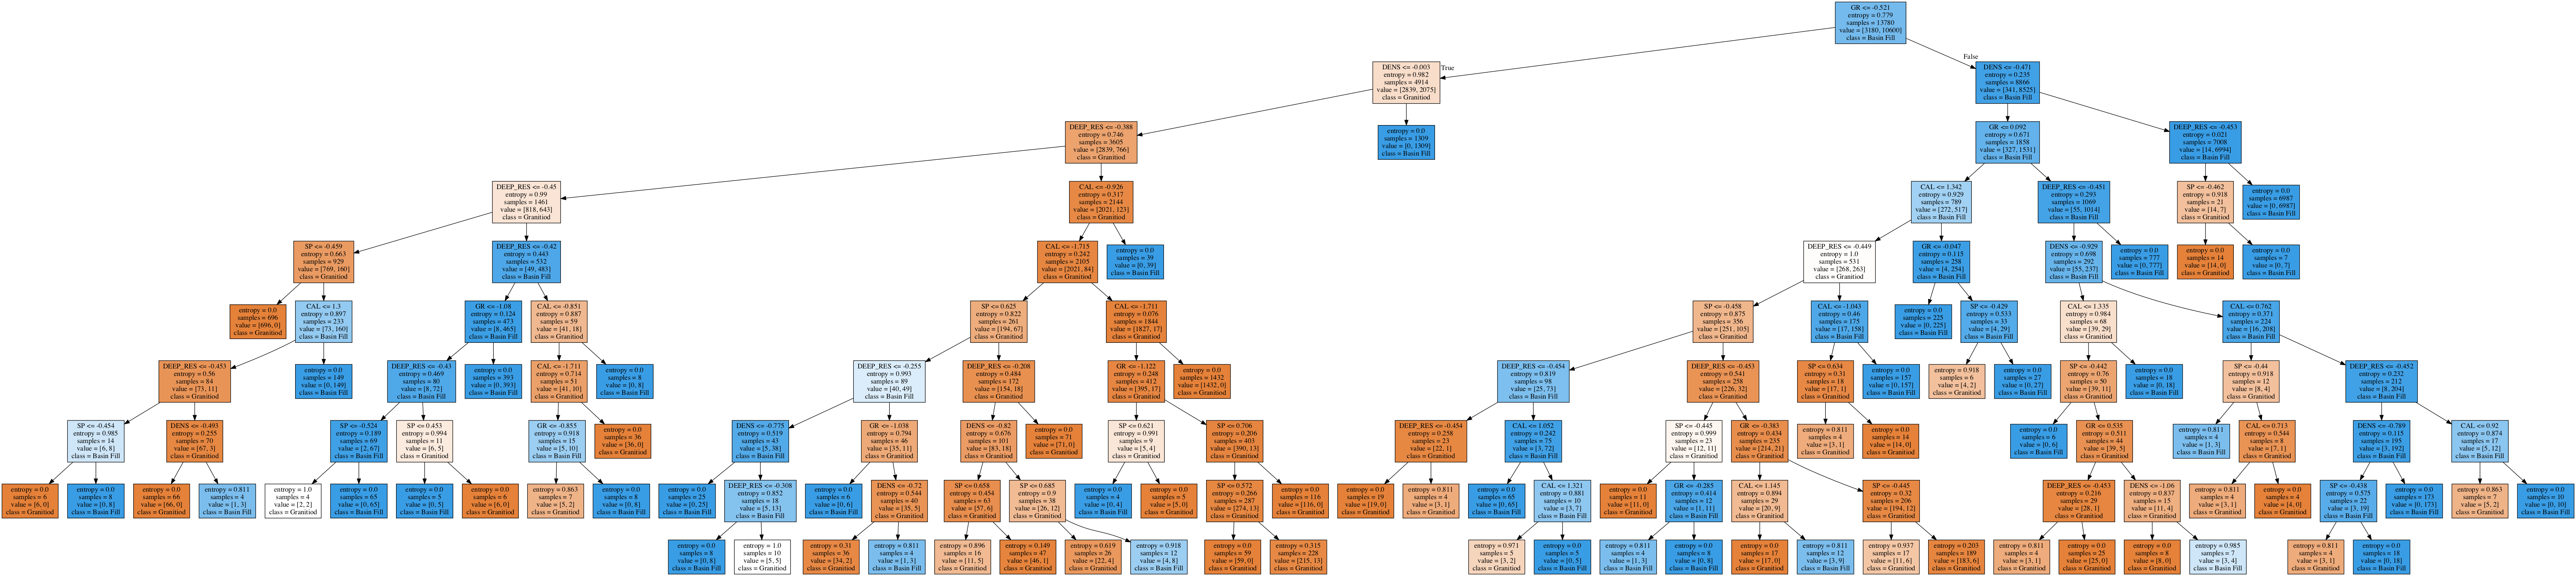 GR <= -0.521
entropy = 0.779
samples = 13780
value = [3180, 10600]
class = Basin Fill
True
False
DENS <= -0.003
entropy = 0.982
samples = 4914
value = [2839, 2075]
class = Granitiod
DENS <= -0.471
entropy = 0.235
samples = 8866
value = [341, 8525]
class = Basin Fill
DEEP_RES <= -0.388
entropy = 0.746
samples = 3605
value = [2839, 766]
class = Granitiod
entropy = 0.0
samples = 1309
value = [0, 1309]
class = Basin Fill
GR <= 0.092
entropy = 0.671
samples = 1858
value = [327, 1531]
class = Basin Fill
DEEP_RES <= -0.453
entropy = 0.021
samples = 7008
value = [14, 6994]
class = Basin Fill
DEEP_RES <= -0.45
entropy = 0.99
samples = 1461
value = [818, 643]
class = Granitiod
CAL <= -0.926
entropy = 0.317
samples = 2144
value = [2021, 123]
class = Granitiod
CAL <= 1.342
entropy = 0.929
samples = 789
value = [272, 517]
class = Basin Fill
DEEP_RES <= -0.451
entropy = 0.293
samples = 1069
value = [55, 1014]
class = Basin Fill
SP <= -0.462
entropy = 0.918
samples = 21
value = [14, 7]
class = Granitiod
entropy = 0.0
samples = 6987
value = [0, 6987]
class = Basin Fill
SP <= -0.459
entropy = 0.663
samples = 929
value = [769, 160]
class = Granitiod
DEEP_RES <= -0.42
entropy = 0.443
samples = 532
value = [49, 483]
class = Basin Fill
CAL <= -1.715
entropy = 0.242
samples = 2105
value = [2021, 84]
class = Granitiod
entropy = 0.0
samples = 39
value = [0, 39]
class = Basin Fill
DEEP_RES <= -0.449
entropy = 1.0
samples = 531
value = [268, 263]
class = Granitiod
GR <= -0.047
entropy = 0.115
samples = 258
value = [4, 254]
class = Basin Fill
DENS <= -0.929
entropy = 0.698
samples = 292
value = [55, 237]
class = Basin Fill
entropy = 0.0
samples = 777
value = [0, 777]
class = Basin Fill
entropy = 0.0
samples = 14
value = [14, 0]
class = Granitiod
entropy = 0.0
samples = 7
value = [0, 7]
class = Basin Fill
entropy = 0.0
samples = 696
value = [696, 0]
class = Granitiod
CAL <= 1.3
entropy = 0.897
samples = 233
value = [73, 160]
class = Basin Fill
GR <= -1.08
entropy = 0.124
samples = 473
value = [8, 465]
class = Basin Fill
CAL <= -0.851
entropy = 0.887
samples = 59
value = [41, 18]
class = Granitiod
SP <= 0.625
entropy = 0.822
samples = 261
value = [194, 67]
class = Granitiod
CAL <= -1.711
entropy = 0.076
samples = 1844
value = [1827, 17]
class = Granitiod
SP <= -0.458
entropy = 0.875
samples = 356
value = [251, 105]
class = Granitiod
CAL <= -1.043
entropy = 0.46
samples = 175
value = [17, 158]
class = Basin Fill
entropy = 0.0
samples = 225
value = [0, 225]
class = Basin Fill
SP <= -0.429
entropy = 0.533
samples = 33
value = [4, 29]
class = Basin Fill
CAL <= 1.335
entropy = 0.984
samples = 68
value = [39, 29]
class = Granitiod
CAL <= 0.762
entropy = 0.371
samples = 224
value = [16, 208]
class = Basin Fill
DEEP_RES <= -0.453
entropy = 0.56
samples = 84
value = [73, 11]
class = Granitiod
entropy = 0.0
samples = 149
value = [0, 149]
class = Basin Fill
DEEP_RES <= -0.43
entropy = 0.469
samples = 80
value = [8, 72]
class = Basin Fill
entropy = 0.0
samples = 393
value = [0, 393]
class = Basin Fill
CAL <= -1.711
entropy = 0.714
samples = 51
value = [41, 10]
class = Granitiod
entropy = 0.0
samples = 8
value = [0, 8]
class = Basin Fill
DEEP_RES <= -0.255
entropy = 0.993
samples = 89
value = [40, 49]
class = Basin Fill
DEEP_RES <= -0.208
entropy = 0.484
samples = 172
value = [154, 18]
class = Granitiod
GR <= -1.122
entropy = 0.248
samples = 412
value = [395, 17]
class = Granitiod
entropy = 0.0
samples = 1432
value = [1432, 0]
class = Granitiod
DEEP_RES <= -0.454
entropy = 0.819
samples = 98
value = [25, 73]
class = Basin Fill
DEEP_RES <= -0.453
entropy = 0.541
samples = 258
value = [226, 32]
class = Granitiod
SP <= 0.634
entropy = 0.31
samples = 18
value = [17, 1]
class = Granitiod
entropy = 0.0
samples = 157
value = [0, 157]
class = Basin Fill
entropy = 0.918
samples = 6
value = [4, 2]
class = Granitiod
entropy = 0.0
samples = 27
value = [0, 27]
class = Basin Fill
SP <= -0.442
entropy = 0.76
samples = 50
value = [39, 11]
class = Granitiod
entropy = 0.0
samples = 18
value = [0, 18]
class = Basin Fill
SP <= -0.44
entropy = 0.918
samples = 12
value = [8, 4]
class = Granitiod
DEEP_RES <= -0.452
entropy = 0.232
samples = 212
value = [8, 204]
class = Basin Fill
SP <= -0.454
entropy = 0.985
samples = 14
value = [6, 8]
class = Basin Fill
DENS <= -0.493
entropy = 0.255
samples = 70
value = [67, 3]
class = Granitiod
SP <= -0.524
entropy = 0.189
samples = 69
value = [2, 67]
class = Basin Fill
SP <= 0.453
entropy = 0.994
samples = 11
value = [6, 5]
class = Granitiod
GR <= -0.855
entropy = 0.918
samples = 15
value = [5, 10]
class = Basin Fill
entropy = 0.0
samples = 36
value = [36, 0]
class = Granitiod
DENS <= -0.775
entropy = 0.519
samples = 43
value = [5, 38]
class = Basin Fill
GR <= -1.038
entropy = 0.794
samples = 46
value = [35, 11]
class = Granitiod
DENS <= -0.82
entropy = 0.676
samples = 101
value = [83, 18]
class = Granitiod
entropy = 0.0
samples = 71
value = [71, 0]
class = Granitiod
SP <= 0.621
entropy = 0.991
samples = 9
value = [5, 4]
class = Granitiod
SP <= 0.706
entropy = 0.206
samples = 403
value = [390, 13]
class = Granitiod
DEEP_RES <= -0.454
entropy = 0.258
samples = 23
value = [22, 1]
class = Granitiod
CAL <= 1.052
entropy = 0.242
samples = 75
value = [3, 72]
class = Basin Fill
SP <= -0.445
entropy = 0.999
samples = 23
value = [12, 11]
class = Granitiod
GR <= -0.383
entropy = 0.434
samples = 235
value = [214, 21]
class = Granitiod
entropy = 0.811
samples = 4
value = [3, 1]
class = Granitiod
entropy = 0.0
samples = 14
value = [14, 0]
class = Granitiod
entropy = 0.0
samples = 6
value = [0, 6]
class = Basin Fill
GR <= 0.535
entropy = 0.511
samples = 44
value = [39, 5]
class = Granitiod
entropy = 0.811
samples = 4
value = [1, 3]
class = Basin Fill
CAL <= 0.713
entropy = 0.544
samples = 8
value = [7, 1]
class = Granitiod
DENS <= -0.789
entropy = 0.115
samples = 195
value = [3, 192]
class = Basin Fill
CAL <= 0.92
entropy = 0.874
samples = 17
value = [5, 12]
class = Basin Fill
entropy = 0.0
samples = 6
value = [6, 0]
class = Granitiod
entropy = 0.0
samples = 8
value = [0, 8]
class = Basin Fill
entropy = 0.0
samples = 66
value = [66, 0]
class = Granitiod
entropy = 0.811
samples = 4
value = [1, 3]
class = Basin Fill
entropy = 1.0
samples = 4
value = [2, 2]
class = Granitiod
entropy = 0.0
samples = 65
value = [0, 65]
class = Basin Fill
entropy = 0.0
samples = 5
value = [0, 5]
class = Basin Fill
entropy = 0.0
samples = 6
value = [6, 0]
class = Granitiod
entropy = 0.863
samples = 7
value = [5, 2]
class = Granitiod
entropy = 0.0
samples = 8
value = [0, 8]
class = Basin Fill
entropy = 0.0
samples = 25
value = [0, 25]
class = Basin Fill
DEEP_RES <= -0.308
entropy = 0.852
samples = 18
value = [5, 13]
class = Basin Fill
entropy = 0.0
samples = 6
value = [0, 6]
class = Basin Fill
DENS <= -0.72
entropy = 0.544
samples = 40
value = [35, 5]
class = Granitiod
SP <= 0.658
entropy = 0.454
samples = 63
value = [57, 6]
class = Granitiod
SP <= 0.685
entropy = 0.9
samples = 38
value = [26, 12]
class = Granitiod
entropy = 0.0
samples = 4
value = [0, 4]
class = Basin Fill
entropy = 0.0
samples = 5
value = [5, 0]
class = Granitiod
SP <= 0.572
entropy = 0.266
samples = 287
value = [274, 13]
class = Granitiod
entropy = 0.0
samples = 116
value = [116, 0]
class = Granitiod
entropy = 0.0
samples = 19
value = [19, 0]
class = Granitiod
entropy = 0.811
samples = 4
value = [3, 1]
class = Granitiod
entropy = 0.0
samples = 65
value = [0, 65]
class = Basin Fill
CAL <= 1.321
entropy = 0.881
samples = 10
value = [3, 7]
class = Basin Fill
entropy = 0.0
samples = 11
value = [11, 0]
class = Granitiod
GR <= -0.285
entropy = 0.414
samples = 12
value = [1, 11]
class = Basin Fill
CAL <= 1.145
entropy = 0.894
samples = 29
value = [20, 9]
class = Granitiod
SP <= -0.445
entropy = 0.32
samples = 206
value = [194, 12]
class = Granitiod
DEEP_RES <= -0.453
entropy = 0.216
samples = 29
value = [28, 1]
class = Granitiod
DENS <= -1.06
entropy = 0.837
samples = 15
value = [11, 4]
class = Granitiod
entropy = 0.811
samples = 4
value = [3, 1]
class = Granitiod
entropy = 0.0
samples = 4
value = [4, 0]
class = Granitiod
SP <= -0.438
entropy = 0.575
samples = 22
value = [3, 19]
class = Basin Fill
entropy = 0.0
samples = 173
value = [0, 173]
class = Basin Fill
entropy = 0.863
samples = 7
value = [5, 2]
class = Granitiod
entropy = 0.0
samples = 10
value = [0, 10]
class = Basin Fill
entropy = 0.0
samples = 8
value = [0, 8]
class = Basin Fill
entropy = 1.0
samples = 10
value = [5, 5]
class = Granitiod
entropy = 0.31
samples = 36
value = [34, 2]
class = Granitiod
entropy = 0.811
samples = 4
value = [1, 3]
class = Basin Fill
entropy = 0.896
samples = 16
value = [11, 5]
class = Granitiod
entropy = 0.149
samples = 47
value = [46, 1]
class = Granitiod
entropy = 0.619
samples = 26
value = [22, 4]
class = Granitiod
entropy = 0.918
samples = 12
value = [4, 8]
class = Basin Fill
entropy = 0.0
samples = 59
value = [59, 0]
class = Granitiod
entropy = 0.315
samples = 228
value = [215, 13]
class = Granitiod
entropy = 0.971
samples = 5
value = [3, 2]
class = Granitiod
entropy = 0.0
samples = 5
value = [0, 5]
class = Basin Fill
entropy = 0.811
samples = 4
value = [1, 3]
class = Basin Fill
entropy = 0.0
samples = 8
value = [0, 8]
class = Basin Fill
entropy = 0.0
samples = 17
value = [17, 0]
class = Granitiod
entropy = 0.811
samples = 12
value = [3, 9]
class = Basin Fill
entropy = 0.937
samples = 17
value = [11, 6]
class = Granitiod
entropy = 0.203
samples = 189
value = [183, 6]
class = Granitiod
entropy = 0.811
samples = 4
value = [3, 1]
class = Granitiod
entropy = 0.0
samples = 25
value = [25, 0]
class = Granitiod
entropy = 0.0
samples = 8
value = [8, 0]
class = Granitiod
entropy = 0.985
samples = 7
value = [3, 4]
class = Basin Fill
entropy = 0.811
samples = 4
value = [3, 1]
class = Granitiod
entropy = 0.0
samples = 18
value = [0, 18]
class = Basin Fill